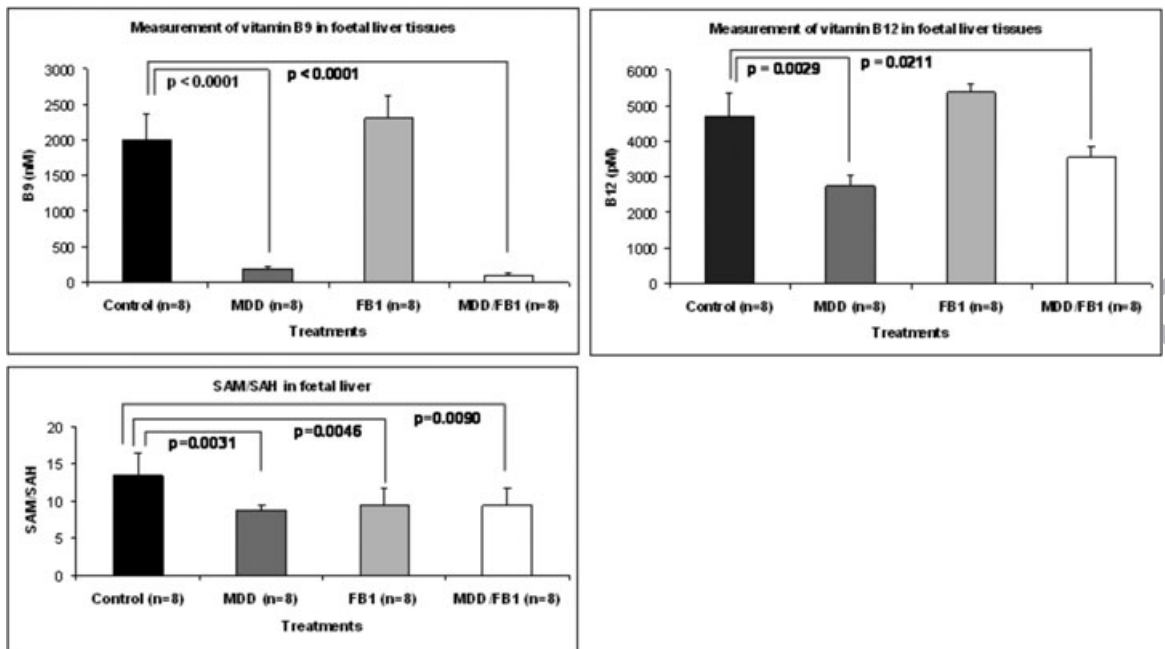 Measurement of vitamin B9 in foetal liver tissues
p < 0.0001
p < 0.0001
3000
2500
2000
1500
1000
500
0
B9 (nM)
Control (n=8) MDD (n=8) FB1 (n=8) MDD/FB1 (n=8)
Treatments
Measurement of vitamin B12 in foetal liver tissues
p = 0.0029
p = 0.0211
6000
5000
4000
3000
2000
1000
0
B12 (pM)
Control (n=8) MDD (n=8) FB1 (n=8) MDD/FB1 (n=8)
Treatments
SAM/SAH in fœtal liver
p=0.0031
p=0.0046
p=0.0090
20
15
10
5
0
SAM/SAH
Control (n=8) MDD (n=8) FB1 (n=8) MDD/FB1 (n=8)
Treatments